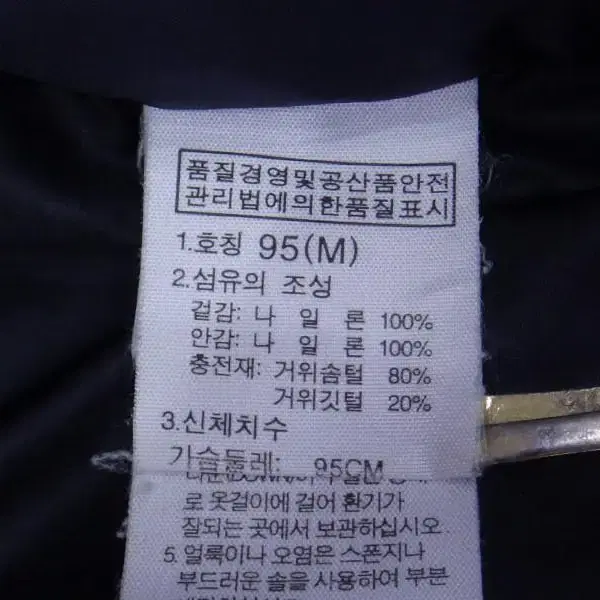 품질경영및공산품안전
관리법에의한품질표시
1.호칭 95(M)
2.섬유의 조성
겉감: 나 일 론 100%
안감: 나 일 론 100%
충전재: 거위솜털 80%
거위깃털 20%
3.신체치수
가슴둘레: 95CM
로 옷걸이에 걸어 환기가
잘되는 곳에서 보관하십시오.
5. 얼룩이나 오염은 스폰지나
부드러운 솔을 사용하여 부분